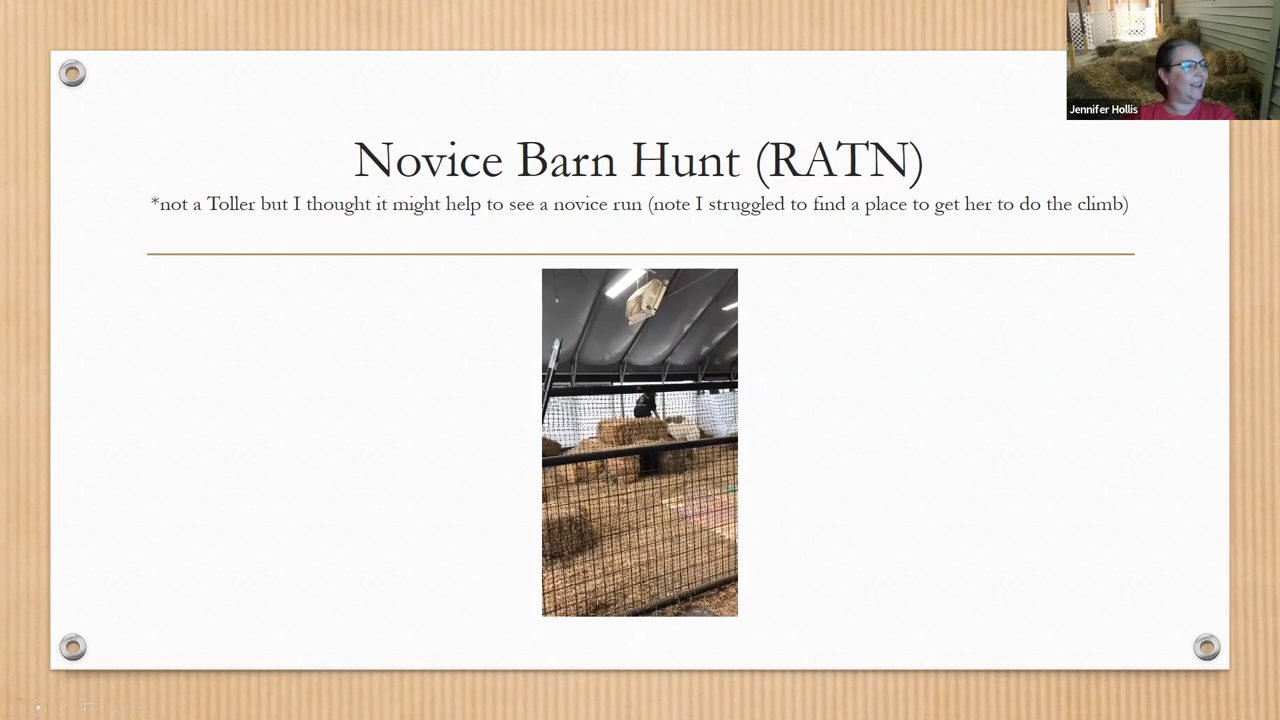 Jennifer Hollis
Novice Barn Hunt (RATN)
*not a Toller but I thought it might help to see a novice run (note I struggled to find a place to get her to do the climb)